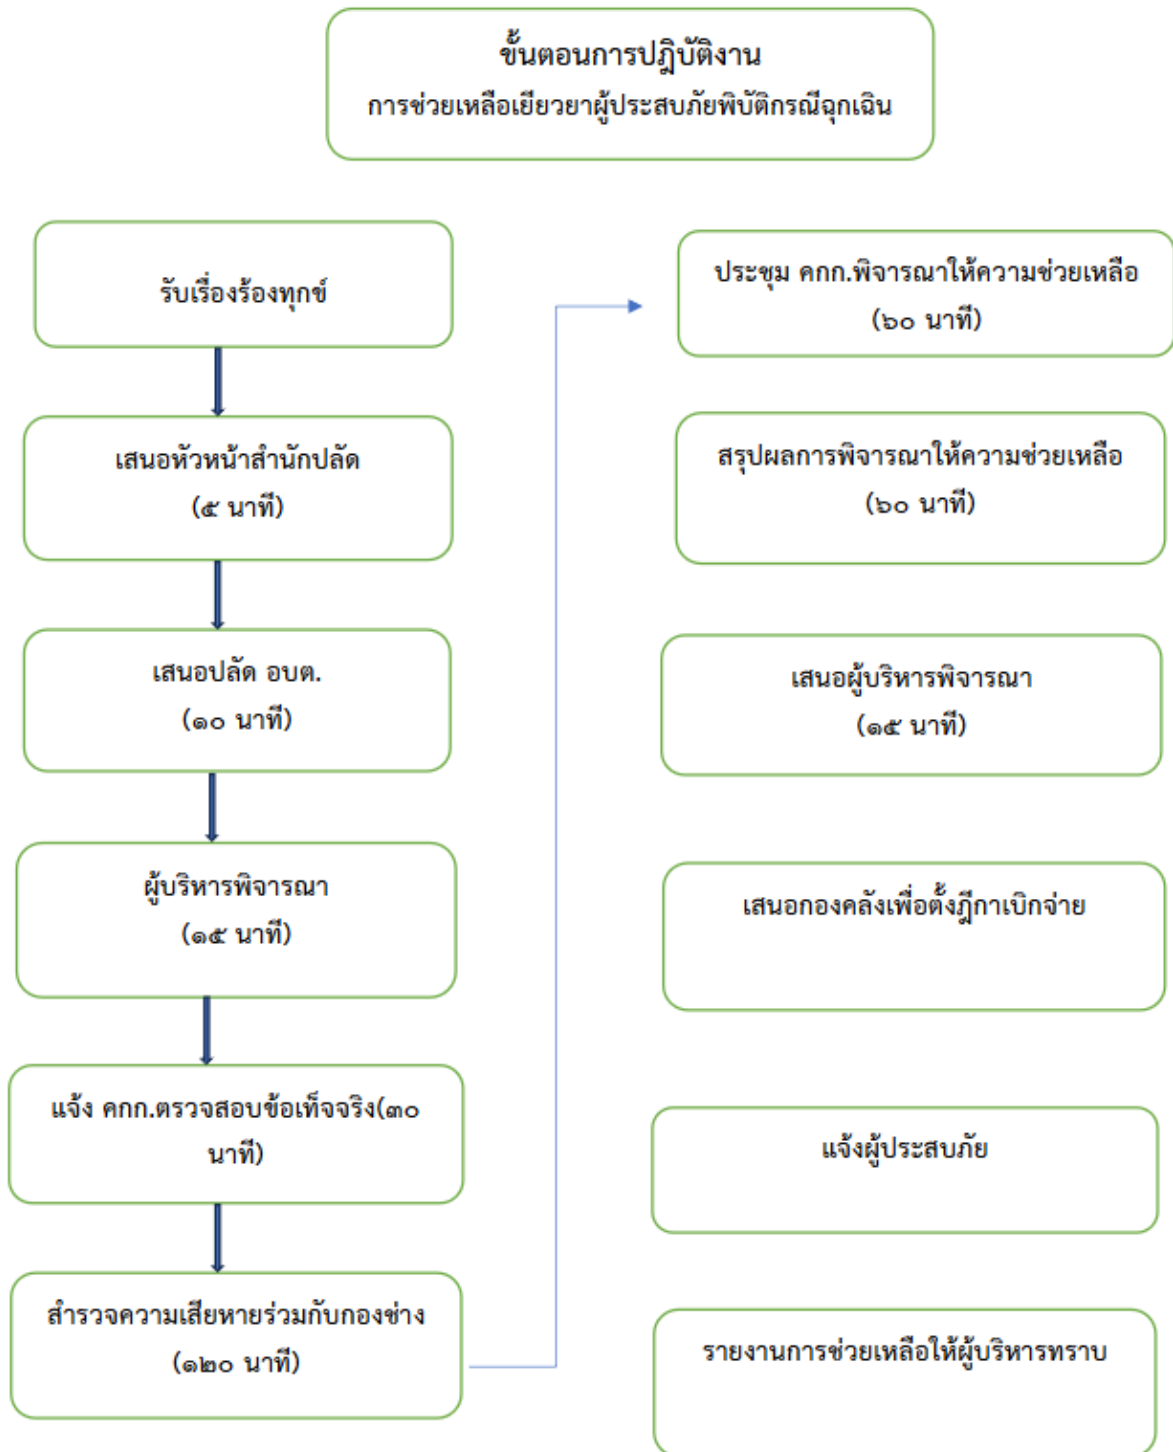 ขั้นตอนการปฎิบัติงาน
การช่วยเหลือเยียวยาผู้ประสบภัยพิบัติกรณีฉุกเฉิน
รับเรื่องร้องทุกข์
เสนอหัวหน้าสำนักปลัด
(๕ นาที)
เสนอปลัด อบต.
(๑๐ นาที)
ผู้บริหารพิจารณา
(๑๕ นาที)
แจ้ง คกก.ตรวจสอบข้อเท็จจริง(๓๐
นาที)
สำรวจความเสียหายร่วมกับกองช่าง
(๑๒๐ นาที)
ประชุม คกก.พิจารณาให้ความช่วยเหลือ
(๖๐ นาที)
สรุปผลการพิจารณาให้ความช่วยเหลือ
(๖๐ นาที)
เสนอผู้บริหารพิจารณา
(๑๕ นาที)
เสนอกองคลังเพื่อตั้งฎีกาเบิกจ่าย
แจ้งผู้ประสบภัย
รายงานการช่วยเหลือให้ผู้บริหารทราบ